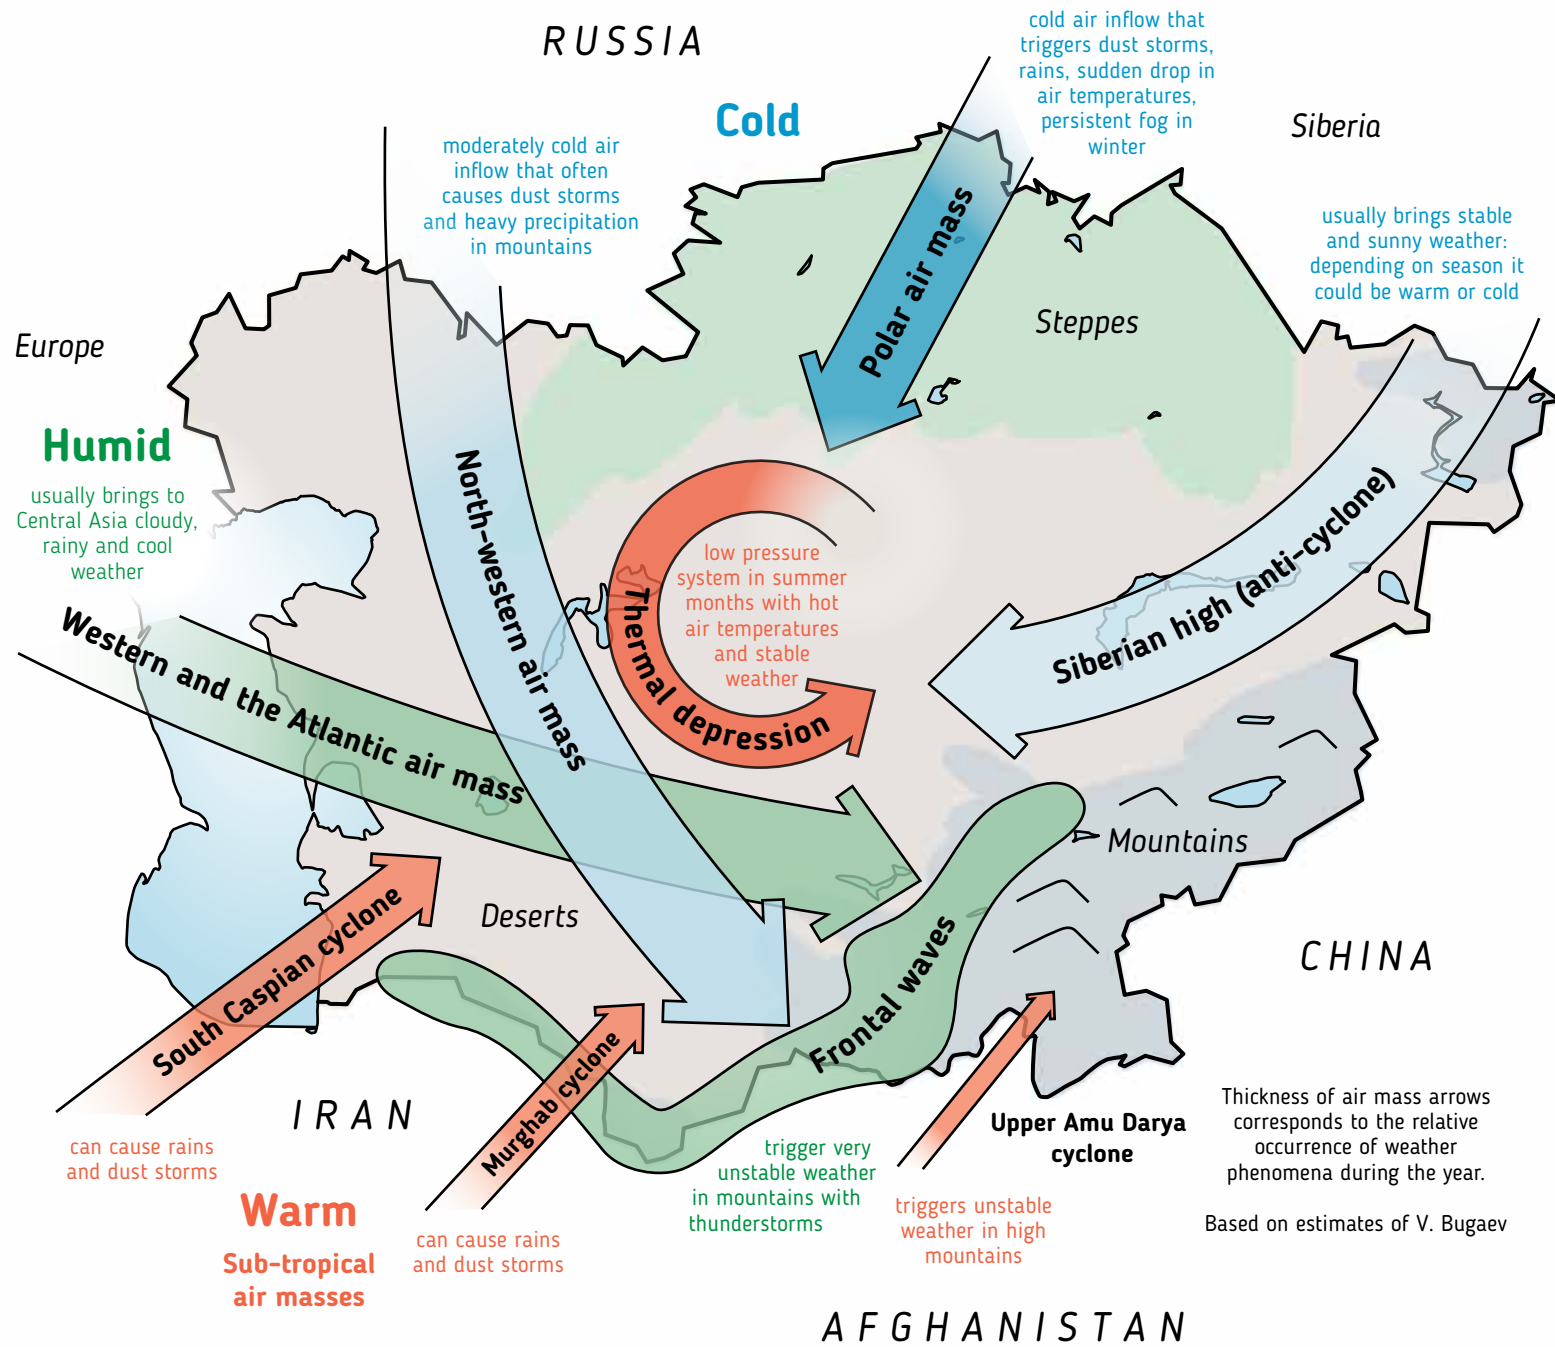 RUSSIA
cold air inflow that
triggers dust storms,
rains, sudden drop in
air temperatures,
persistent fog in
winter
Cold
Siberia
moderately cold air
inflow that often
causes dust storms
and heavy precipitation
in mountains
Polar air mass
usually brings stable
and sunny weather:
depending on season it
could be warm or cold
Steppes
Europe
Humid
usually brings to
Central Asia cloudy,
rainy and cool
weather
North-western air mass
Siberian high (anti-cyclone)
low pressure
system in summer
months with hot
air temperatures
and stable
weather
Thermal depression
Western and the Atlantic air mass
Mountains
Deserts
South Caspian cyclone
Frontal waves
CHINA
Murghab cyclone
IRAN
Upper Amu Darya
cyclone
Thickness of air mass arrows
corresponds to the relative
occurrence of weather
phenomena during the year.
Based on estimates of V. Bugaev
can cause rains
and dust storms
trigger very
unstable weather
in mountains with
thunderstorms
triggers unstable
weather in high
mountains
Warm
Sub-tropical
air masses
can cause rains
and dust storms
AFGHANISTAN